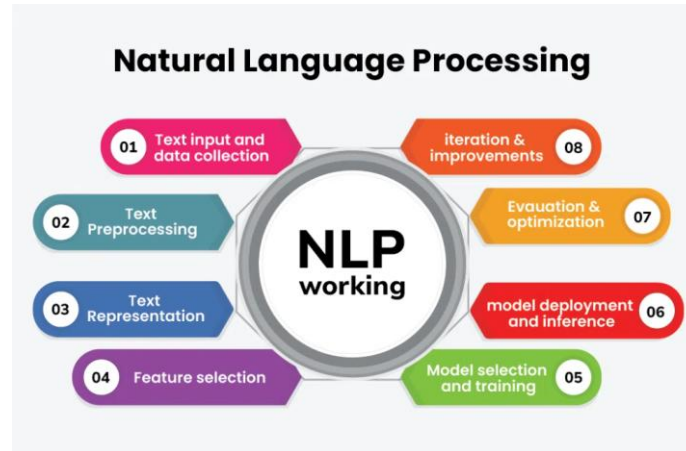 Natural Language Processing
01
Text input and
data collection
02
Text
Preprocessing
03
Text
Representation
04
Feature selection
NLP
working
iteration &
improvements
08
Evauation &
optimization
07
model deployment
and inference
06
Model selection
and training
05